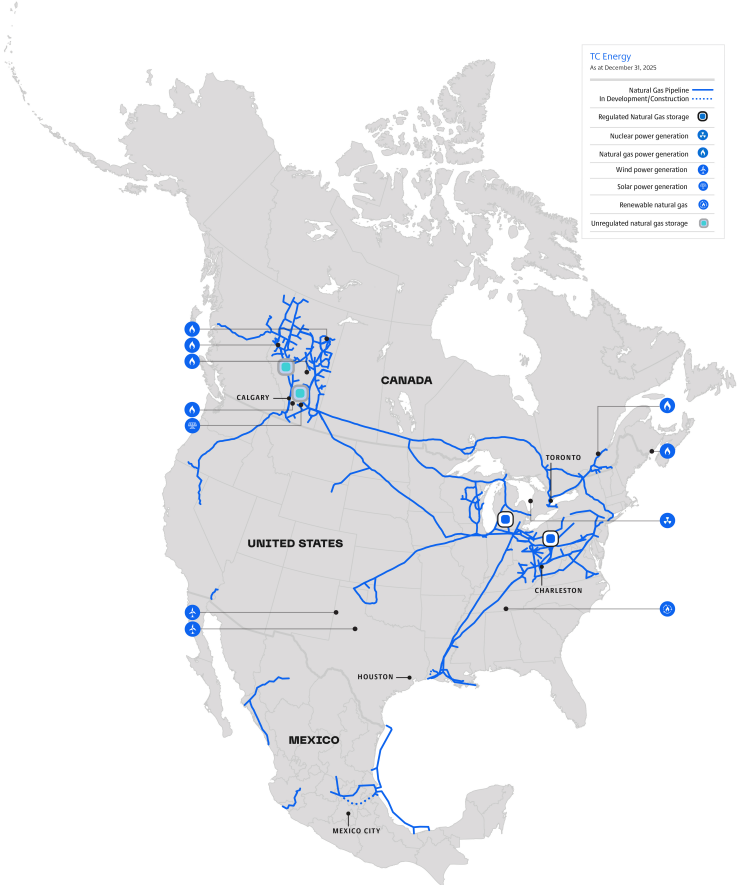 TC Energy
As at December 31, 2025
Natural Gas Pipeline
In Development/Construction
Regulated Natural Gas storage
Nuclear power generation
Natural gas power generation
Wind power generation
Solar power generation
Renewable natural gas
Unregulated natural gas storage
CANADA
CALGARY
TORONTO
UNITED STATES
CHARLESTON
HOUSTON
MEXICO
MEXICO CITY